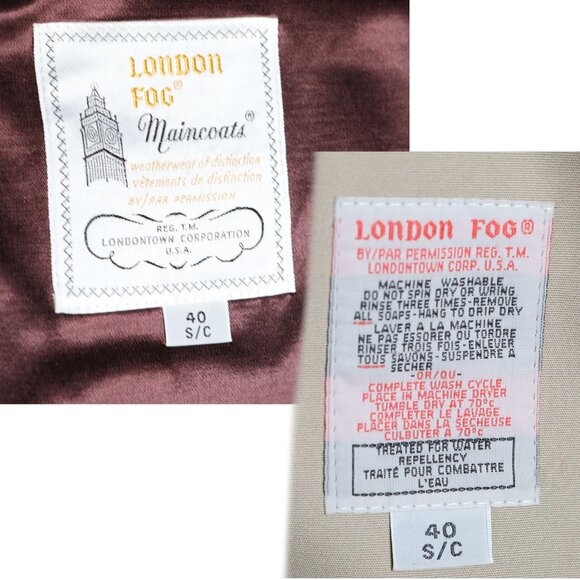 LONDON
FOG®
Maincoats®
weatherwear of distinction
vêtements de distinction
BY/PAR PERMISSION
REG. T.M.
LONDONTOWN CORPORATION
U.S.A.
40
S/C
LONDON FOG®
BY/PAR PERMISSION REG. T.M.
LONDONTOWN CORP. U.S.A.
MACHINE WASHABLE
DO NOT SPIN DRY OR WRING
RINSE THREE TIMES-REMOVE
ALL SOAPS-HANG TO DRIP DRY
LAVER A LA MACHINE
NE PAS ESSORER OU TORDRE
RINSER TROIS FOIS-ENLEVER
TOUS SAVONS-SUSPENDRE A
SECHER
-OR/OU-
COMPLETE WASH CYCLE
PLACE IN MACHINE DRYER
TUMBLE DRY AT 70°c
COMPLETER LE LAVAGE
PLACER DANS LA SECHEUSE
CULBUTER A 70°c
TREATED FOR WATER
REPELLENCY
TRAITÉ POUR COMBATTRE
L'EAU
40
S/C